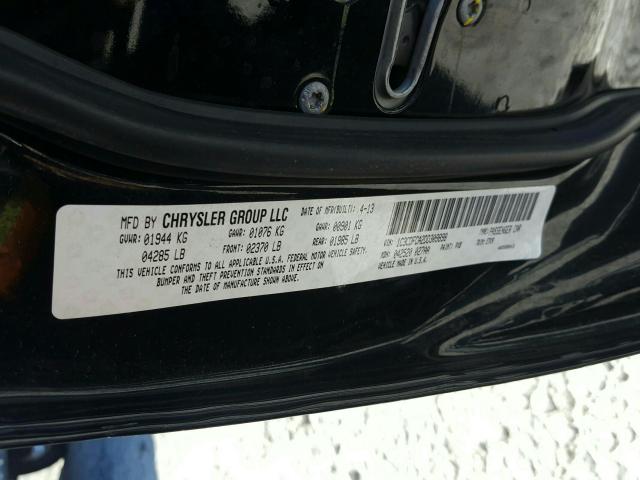 MFD BY CHRYSLER GROUP LLC DATE OF MFR(BUILT): 4-13
GVWR: 01944 KG GAWR: 01076 KG GAWR: 00901 KG
04285 LB FRONT: 02370 LB REAR: 01985 LB
THIS VEHICLE CONFORMS TO ALL APPLICABLE U.S.A. FEDERAL MOTOR VEHICLE SAFETY,
BUMPER AND THEFT PREVENTION STANDARDS IN EFFECT ON
THE DATE OF MANUFACTURE SHOWN ABOVE.
VIN: TYPE: PASSENGER CAR
MDH: PAINT:
VEHICLE MADE IN U.S.A.